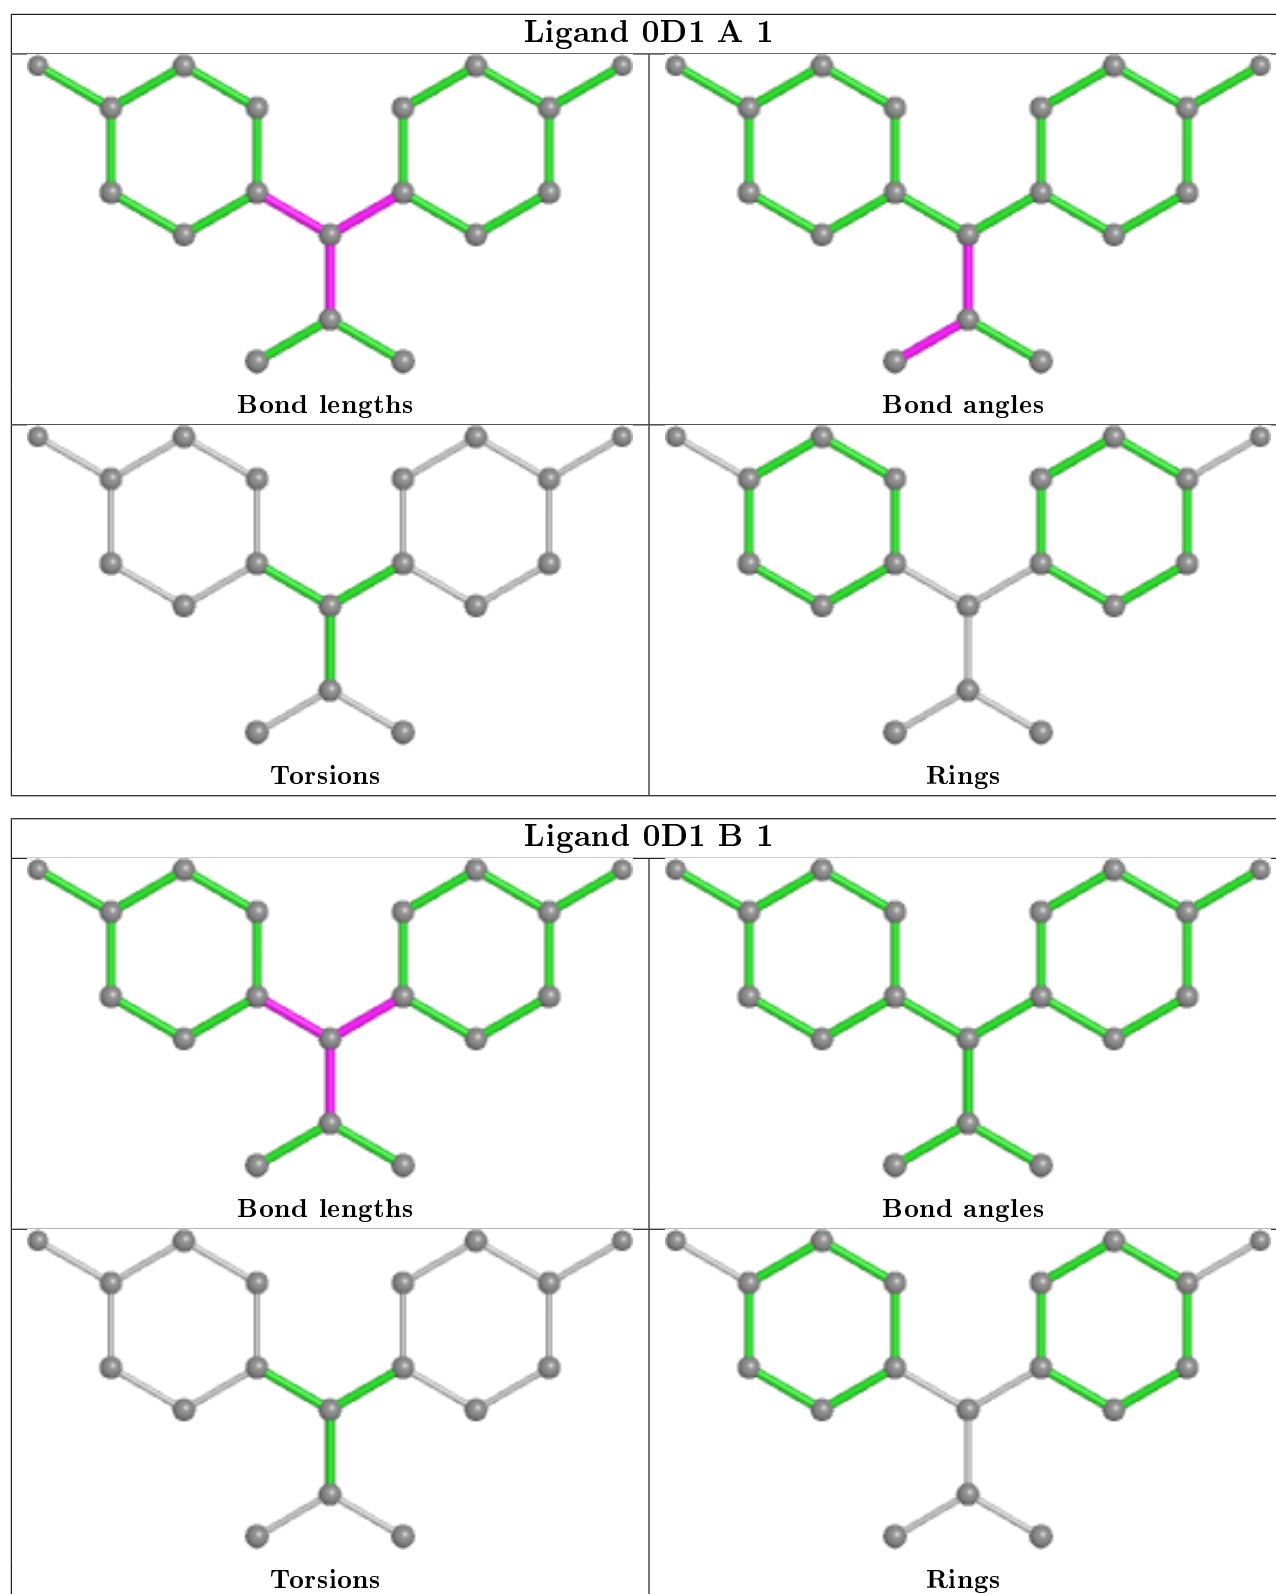 Ligand 0D1 A 1
Bond lengths
Bond angles
Torsions
Rings
Ligand 0D1 B 1
Bond lengths
Bond angles
Torsions
Rings